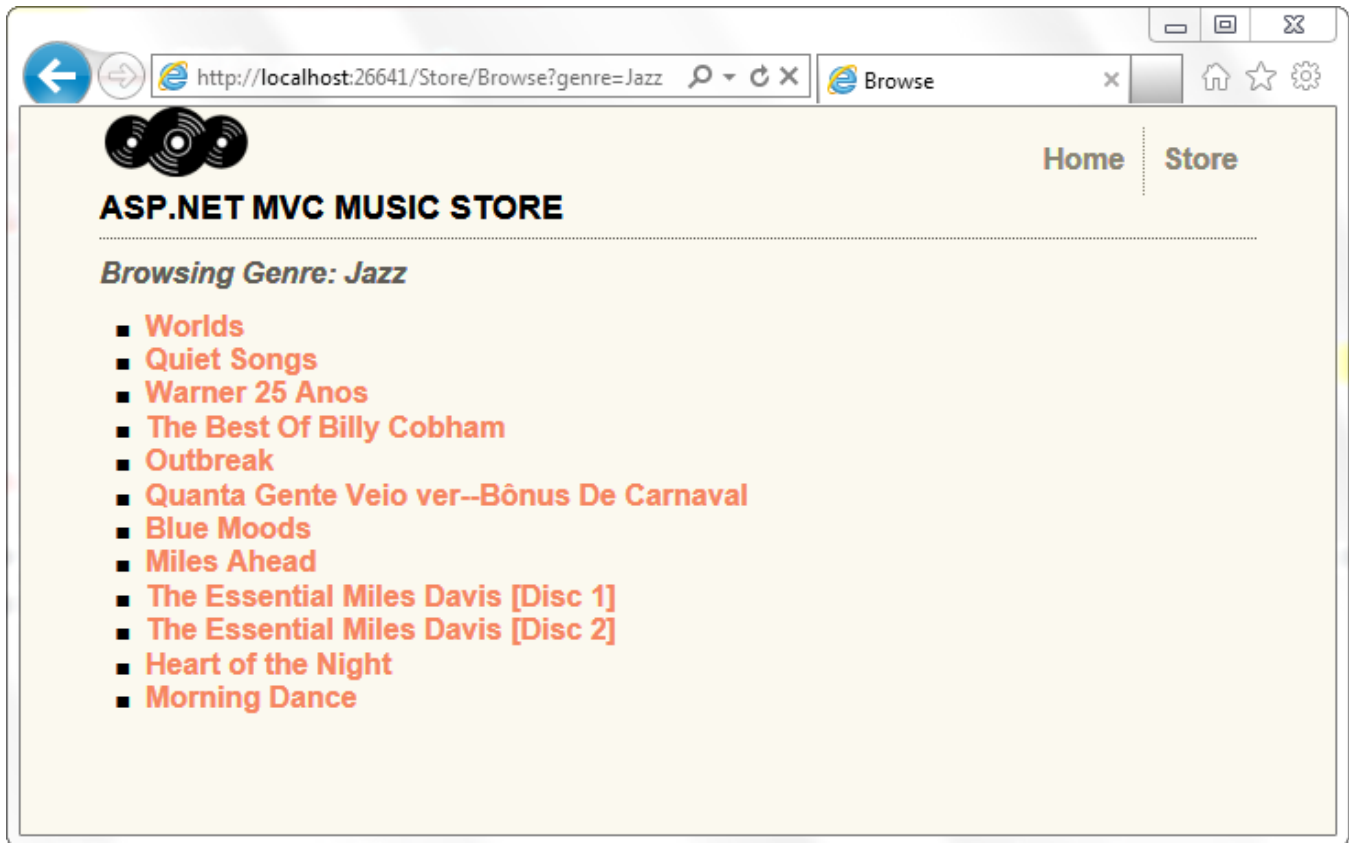 http://localhost:26641/Store/Browse?genre=Jazz
Browse
Home
Store
ASP.NET MVC MUSIC STORE
Browsing Genre: Jazz
Worlds
Quiet Songs
Warner 25 Anos
The Best Of Billy Cobham
Outbreak
Quanta Gente Veio ver--Bônus De Carnaval
Blue Moods
Miles Ahead
The Essential Miles Davis [Disc 1]
The Essential Miles Davis [Disc 2]
Heart of the Night
Morning Dance